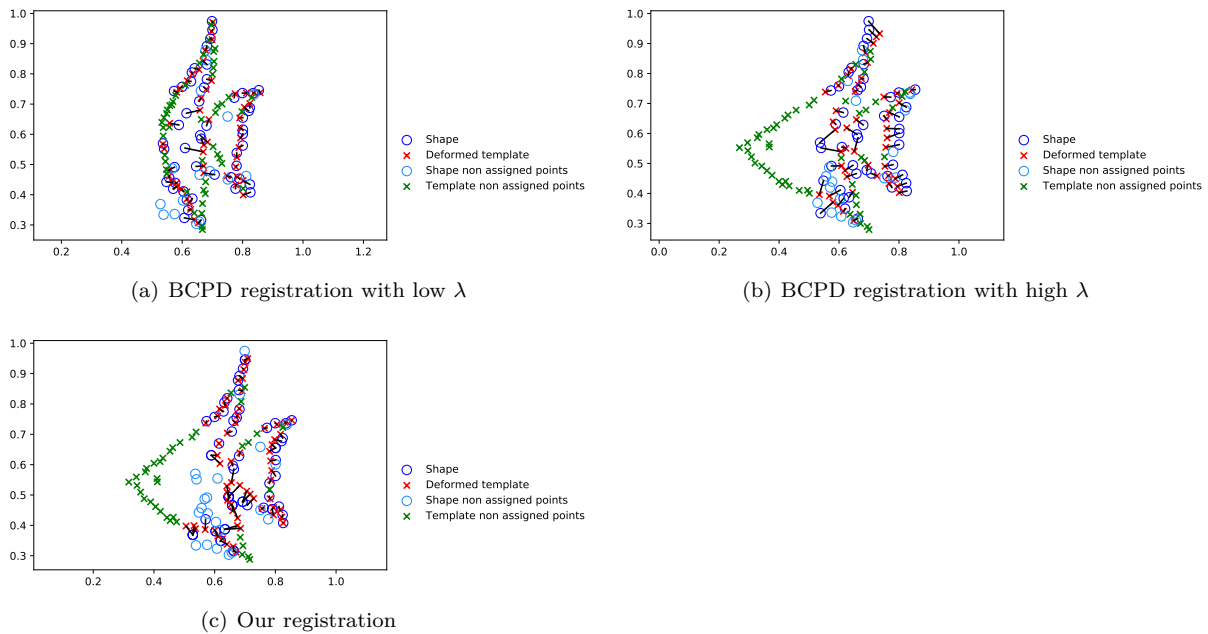 1.0
0.9
0.8
0.7
0.6
0.5
0.4
0.3
0.2 0.4 0.6 0.8 1.0 1.2
Shape
Deformed template
Shape non assigned points
Template non assigned points
(a) BCPD registration with low λ
1.0
0.9
0.8
0.7
0.6
0.5
0.4
0.3
0.0 0.2 0.4 0.6 0.8 1.0
Shape
Deformed template
Shape non assigned points
Template non assigned points
(b) BCPD registration with high λ
1.0
0.9
0.8
0.7
0.6
0.5
0.4
0.3
0.2 0.4 0.6 0.8 1.0
Shape
Deformed template
Shape non assigned points
Template non assigned points
(c) Our registration